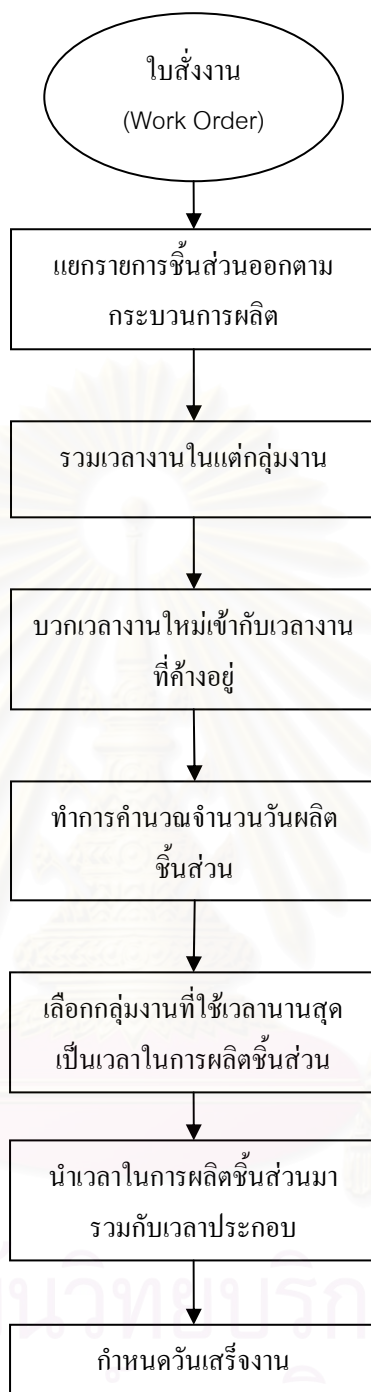 ใบสั่งงาน
(Work Order)
แยกรายการชิ้นส่วนออกตาม
กระบวนการผลิต
รวมเวลางานในแต่กลุ่มงาน
บวกเวลางานใหม่เข้ากับเวลางาน
ที่ค้างอยู่
ทำการคำนวณจำนวนวันผลิต
ชิ้นส่วน
เลือกกลุ่มงานที่ใช้เวลานานสุด
เป็นเวลาในการผลิตชิ้นส่วน
นำเวลาในการผลิตชิ้นส่วนมา
รวมกับเวลาประกอบ
กำหนดวันเสร็จงาน